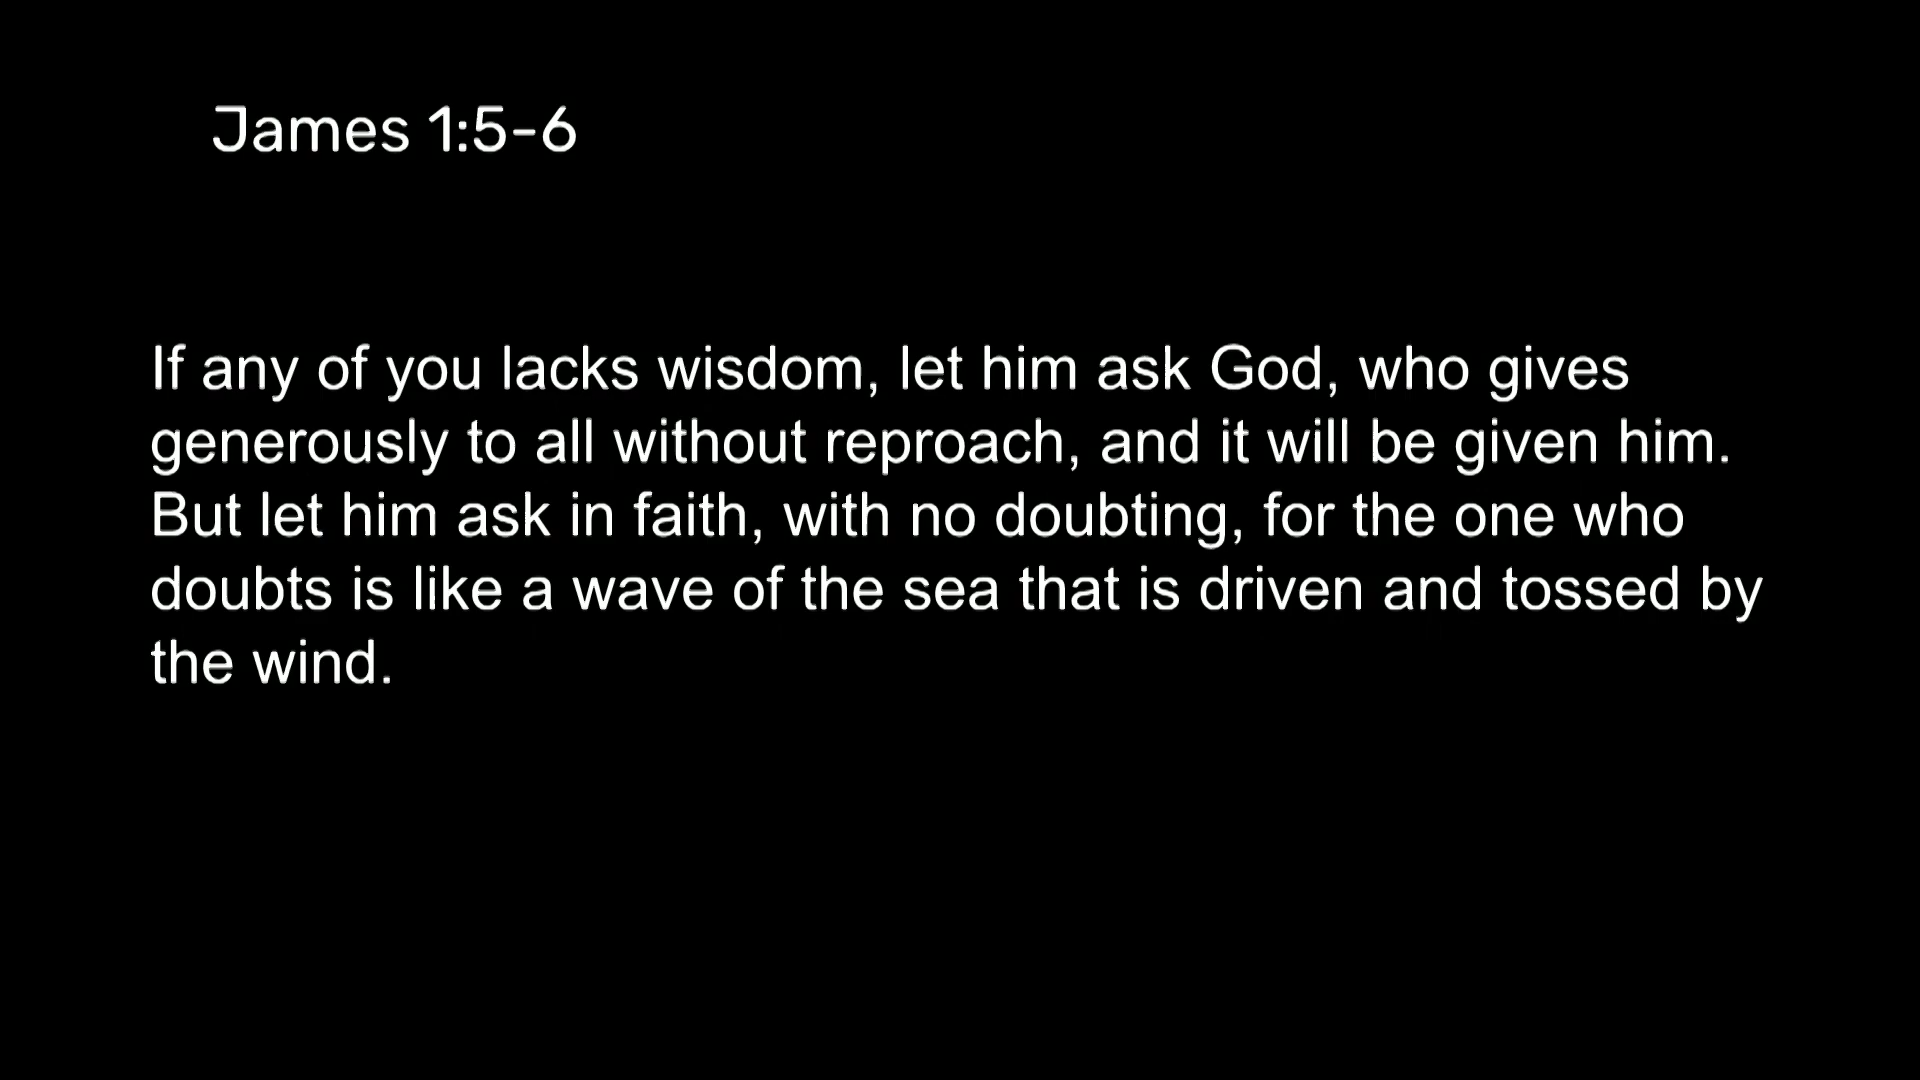 James 1:5-6
If any of you lacks wisdom, let him ask God, who gives
generously to all without reproach, and it will be given him.
But let him ask in faith, with no doubting, for the one who
doubts is like a wave of the sea that is driven and tossed by
the wind.